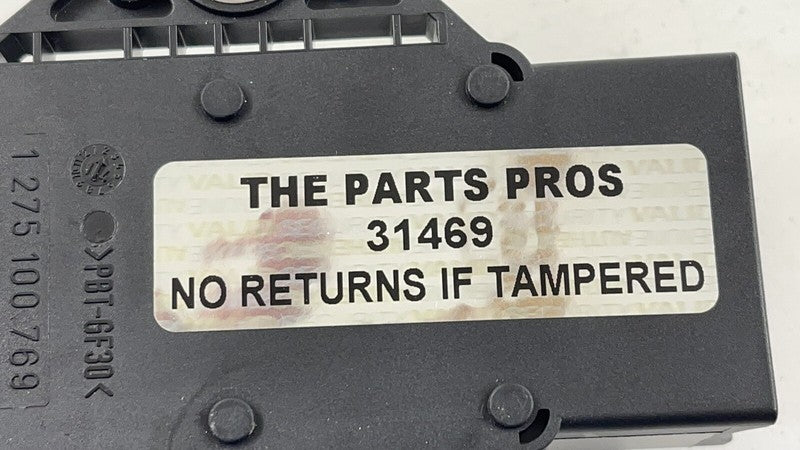 THE PARTS PROS
31469
NO RETURNS IF TAMPERED
1 275 100 769
>PBT-GF30<